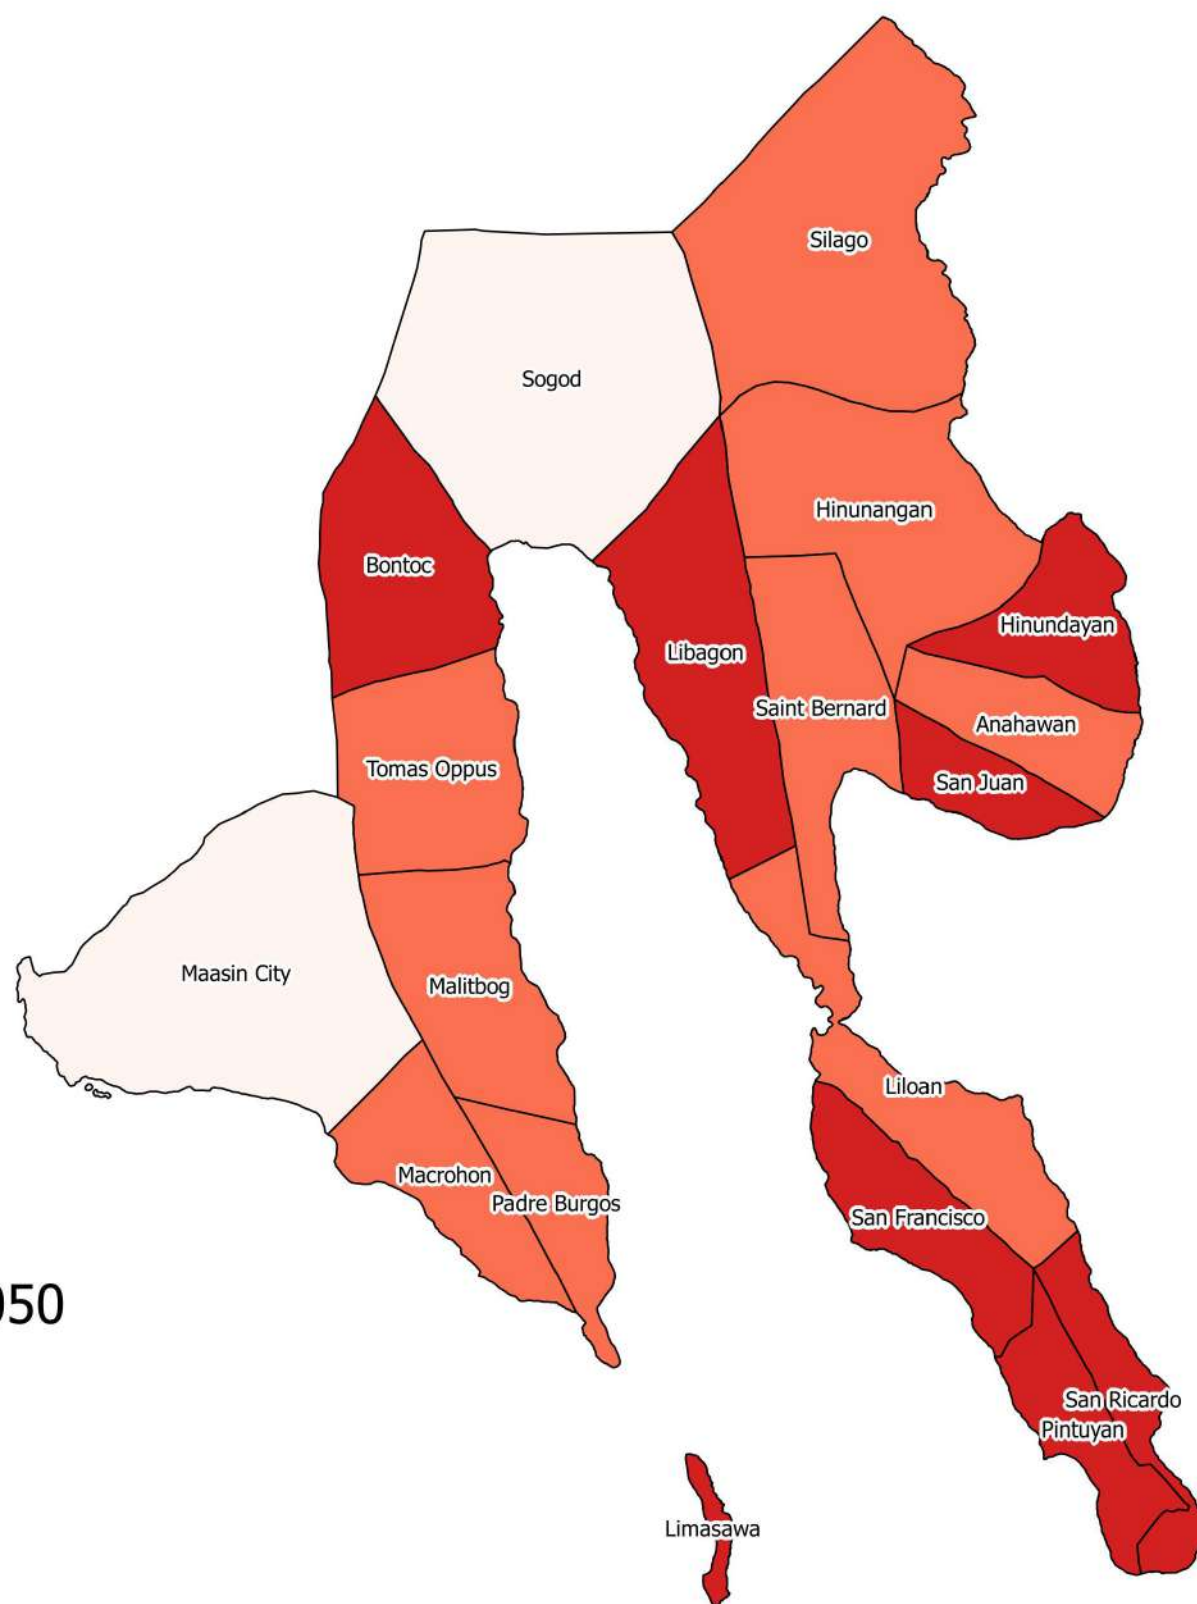 Silago
Sogod
Hinunangan
Bontoc
Hinundayan
Libagon
Saint Bernard
Anahawan
Tomas Oppus
San Juan
Maasin City
Malitbog
Liloan
Macrohon
Padre Burgos
San Francisco
050
San Ricardo
Pintuyan
Limasawa